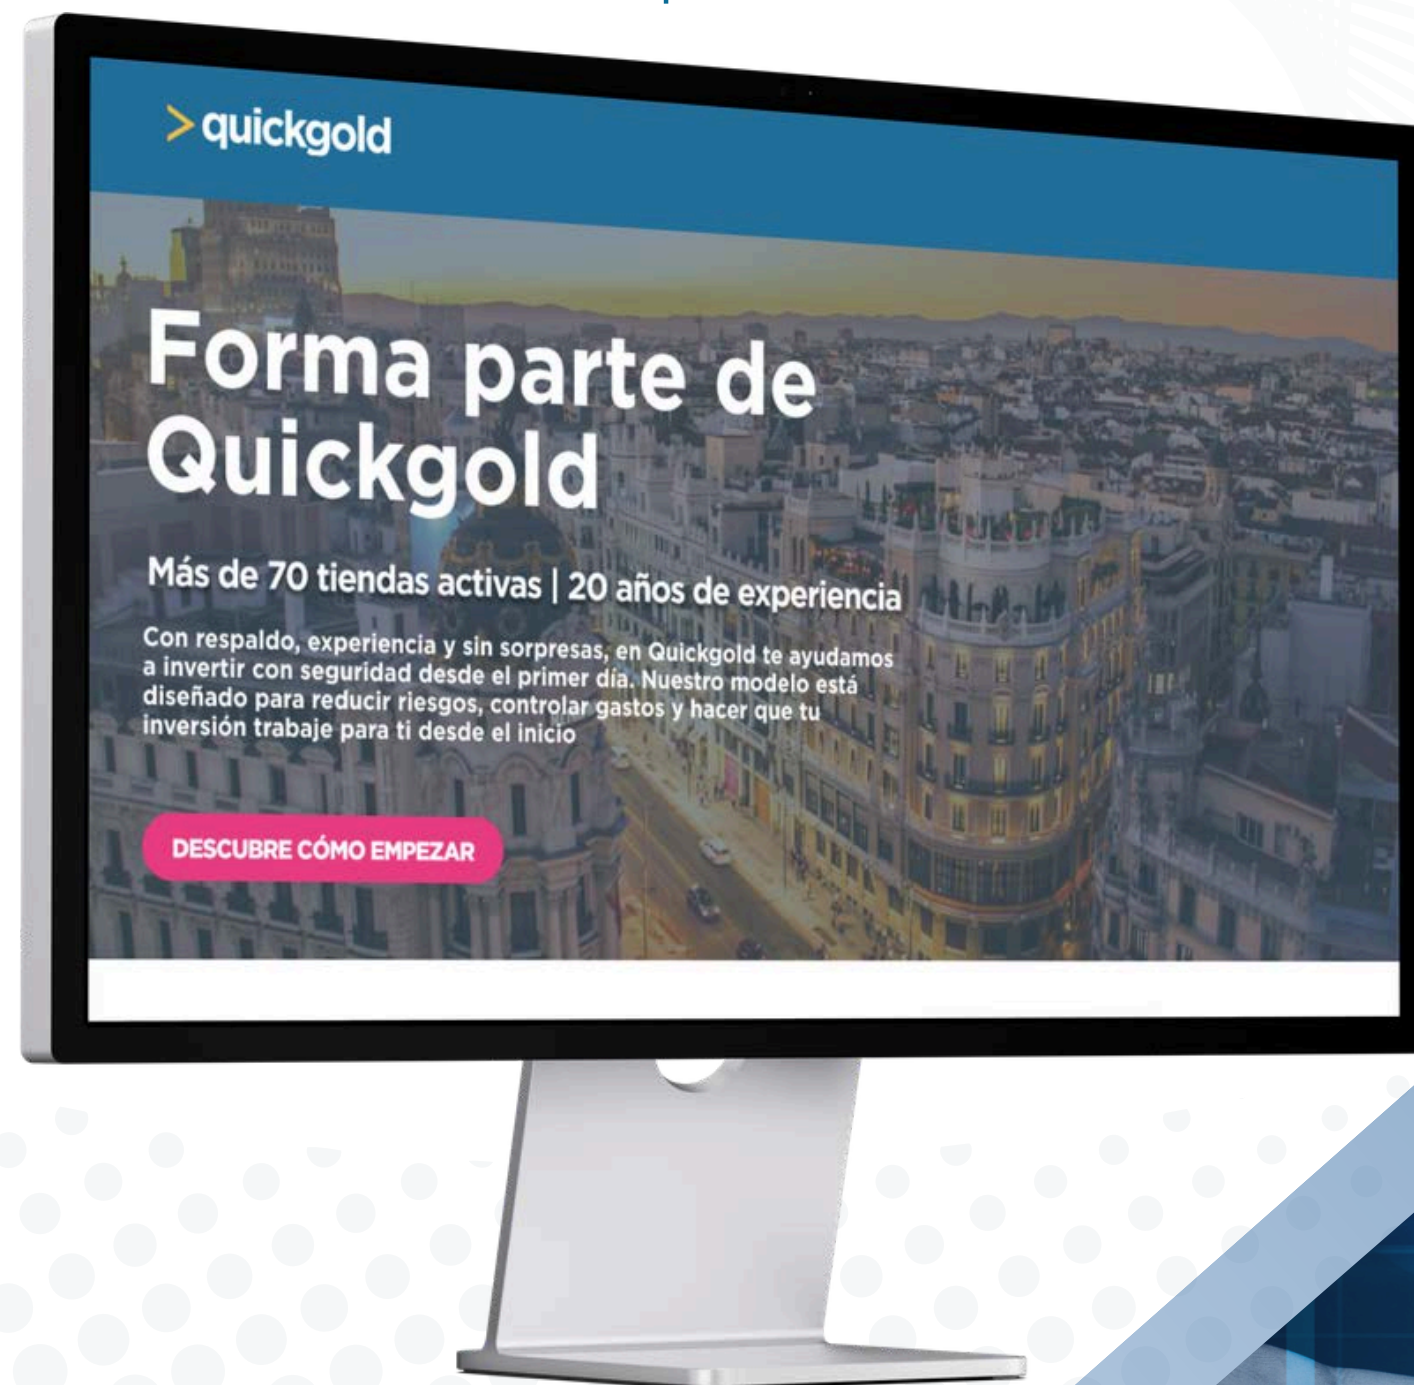 > quickgold
Forma parte de
Quickgold
Más de 70 tiendas activas | 20 años de experiencia
Con respaldo, experiencia y sin sorpresas, en Quickgold te ayudamos
a invertir con seguridad desde el primer día. Nuestro modelo está
diseñado para reducir riesgos, controlar gastos y hacer que tu
inversión trabaje para ti desde el inicio
DESCUBRE CÓMO EMPEZAR